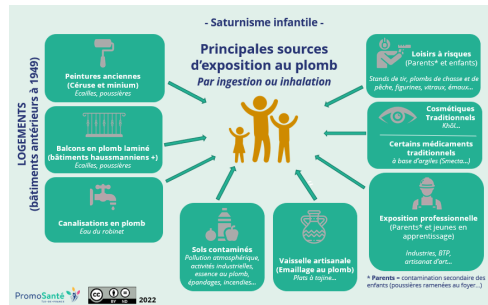 - Saturnisme infantile -
Principales sources
d'exposition au plomb
Par ingestion ou inhalation
LOGEMENTS
(bâtiments antérieurs à 1949)
Peintures anciennes
(Céruse et minium)
Écailles, poussières
Balcons en plomb laminé
(bâtiments haussmanniens +)
Écailles, poussières
Canalisations en plomb
Eau du robinet
Sols contaminés
Pollution atmosphérique,
activités industrielles,
essence au plomb,
épandages, incendies...
Vaisselle artisanale
(Emaillage au plomb)
Plats à tajine...
Loisirs à risques
(Parents* et enfants)
Stands de tir, plombs de chasse et de
pêche, figurines, vitraux, émaux...
Cosmétiques
Traditionnels
Khôl...
Certains médicaments
traditionnels
à base d'argiles (Smecta...)
Exposition professionnelle
(Parents* et jeunes en
apprentissage)
Industries, BTP,
artisanat d'art...
* Parents = contamination secondaire des
enfants (poussières ramenées au foyer...)
PromoSanté
CC
BY ND
2022